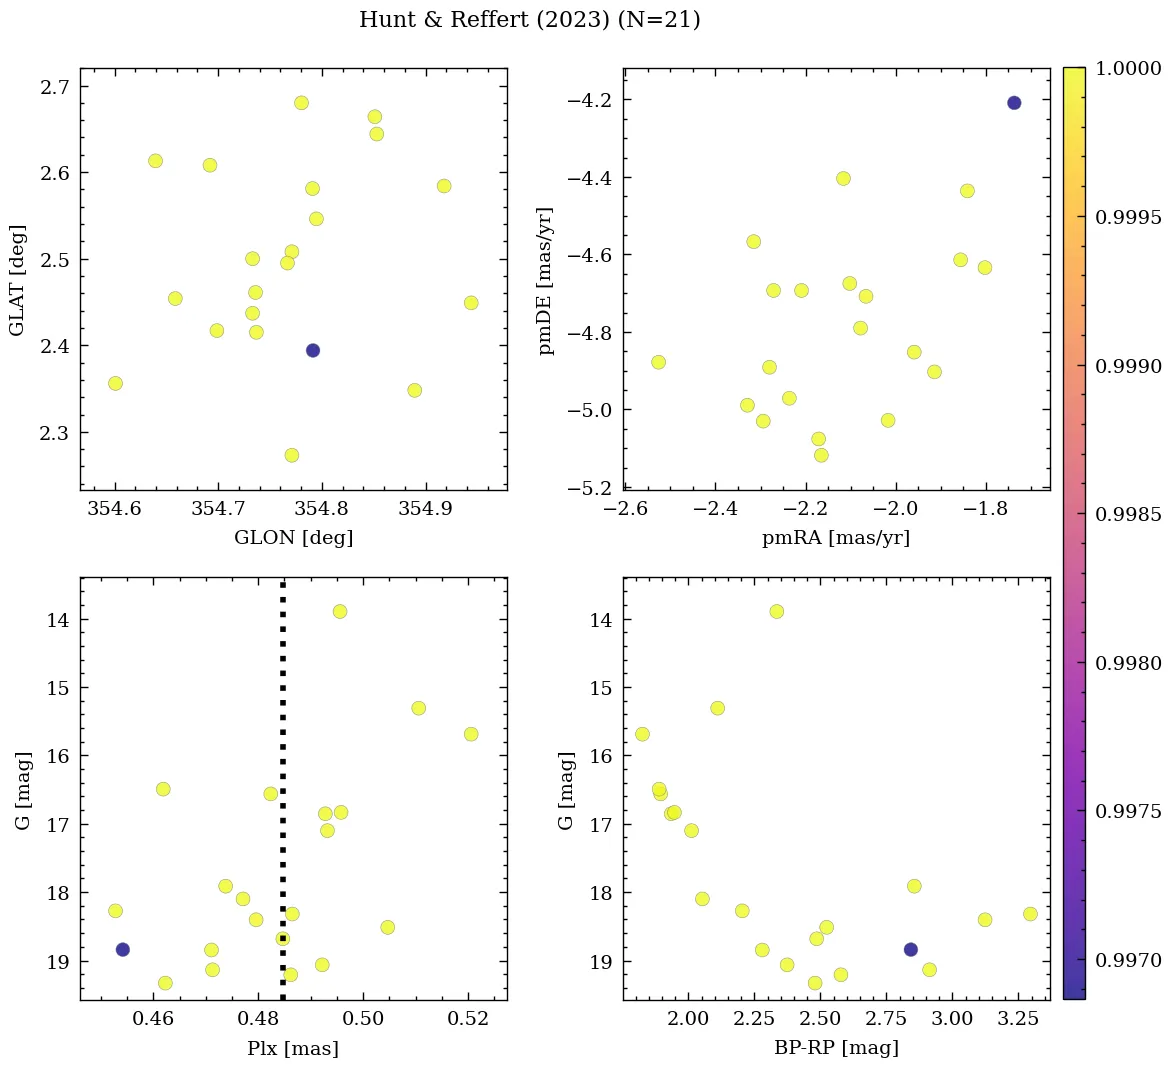 Hunt & Reffert (2023) (N=21)
2.7
2.6
2.5
2.4
2.3
GLAT [deg]
354.6 354.7 354.8 354.9
GLON [deg]
−4.2
−4.4
−4.6
−4.8
−5.0
−5.2
pmDE [mas/yr]
−2.6 −2.4 −2.2 −2.0 −1.8
pmRA [mas/yr]
14
15
16
17
18
19
G [mag]
0.46 0.48 0.50 0.52
Plx [mas]
14
15
16
17
18
19
G [mag]
2.00 2.25 2.50 2.75 3.00 3.25
BP-RP [mag]
1.0000
0.9995
0.9990
0.9985
0.9980
0.9975
0.9970